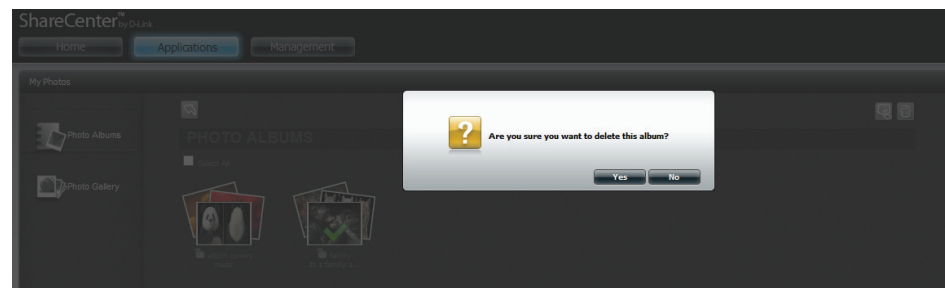 ShareCenter™ by D-Link
Home Applications Management
My Photos
Photo Albums
PHOTO ALBUMS
Are you sure you want to delete this album?
Select All
Yes No
Photo Gallery